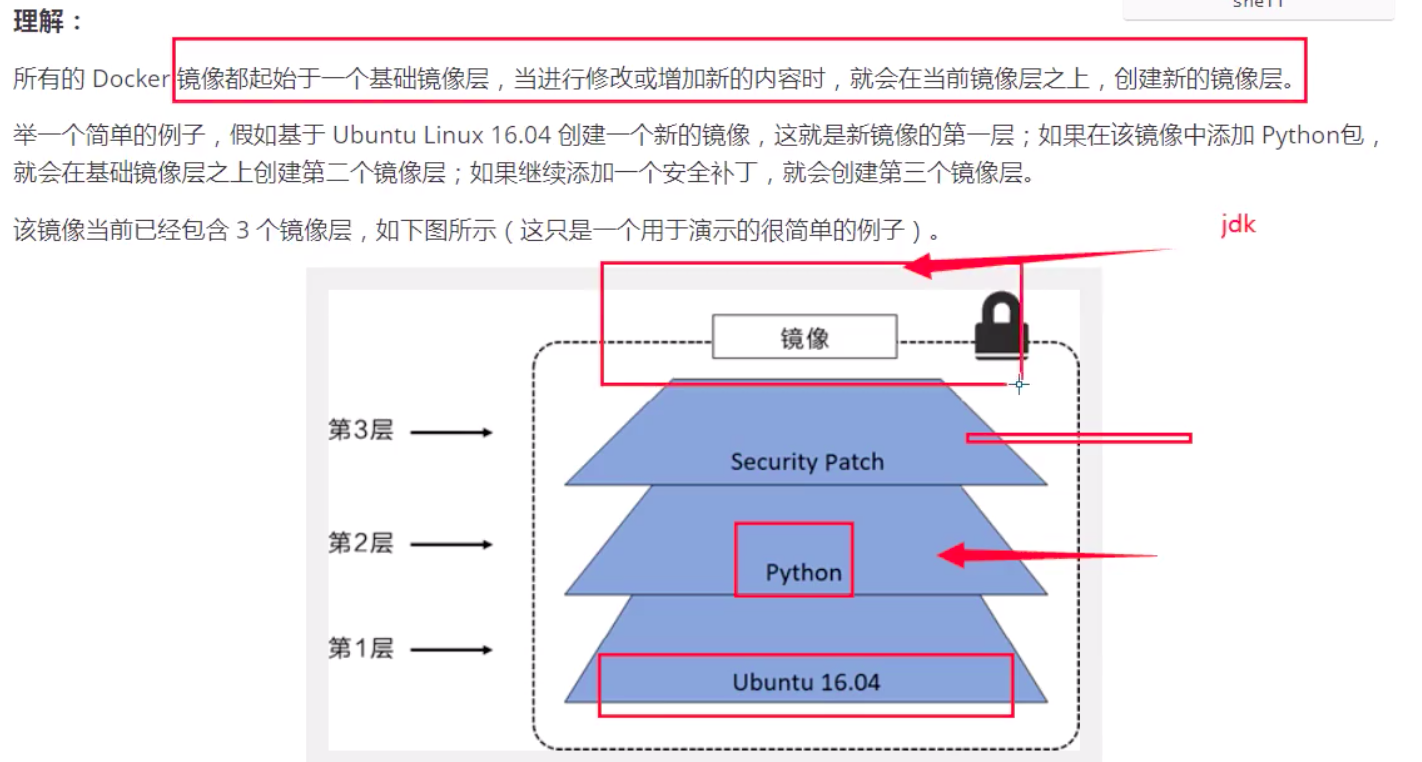 shell
理解：
所有的 Docker 镜像都起始于一个基础镜像层，当进行修改或增加新的内容时，就会在当前镜像层之上，创建新的镜像层。
举一个简单的例子，假如基于 Ubuntu Linux 16.04 创建一个新的镜像，这就是新镜像的第一层；如果在该镜像中添加 Python包，
就会在基础镜像层之上创建第二个镜像层；如果继续添加一个安全补丁，就会创建第三个镜像层。
该镜像当前已经包含 3 个镜像层，如下图所示（这只是一个用于演示的很简单的例子）。
jdk
镜像
第3层
Security Patch
第2层
Python
第1层
Ubuntu 16.04